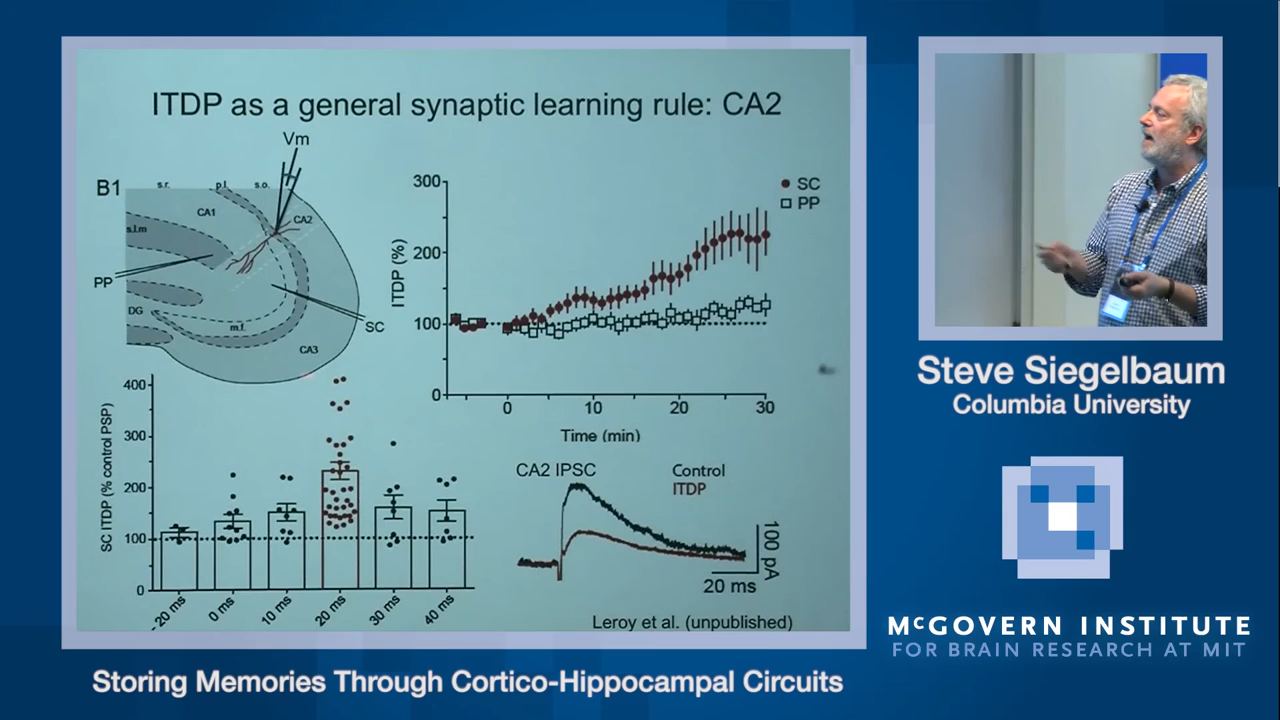 ITDP as a general synaptic learning rule: CA2
Vm
B1
s.r.
p.l.
s.o.
CA1
CA2
s.l.m
PP
DG
m.f.
SC
CA3
300
200
100
0
ITDP (%)
SC
PP
0
10
20
30
Time (min)
400
300
200
100
0
SC ITDP (% control PSP)
- 20 ms
0 ms
10 ms
20 ms
30 ms
40 ms
CA2 IPSC
Control
ITDP
100 pA
20 ms
Leroy et al. (unpublished)
Steve Siegelbaum
Columbia University
McGOVERN INSTITUTE
FOR BRAIN RESEARCH AT MIT
Storing Memories Through Cortico-Hippocampal Circuits